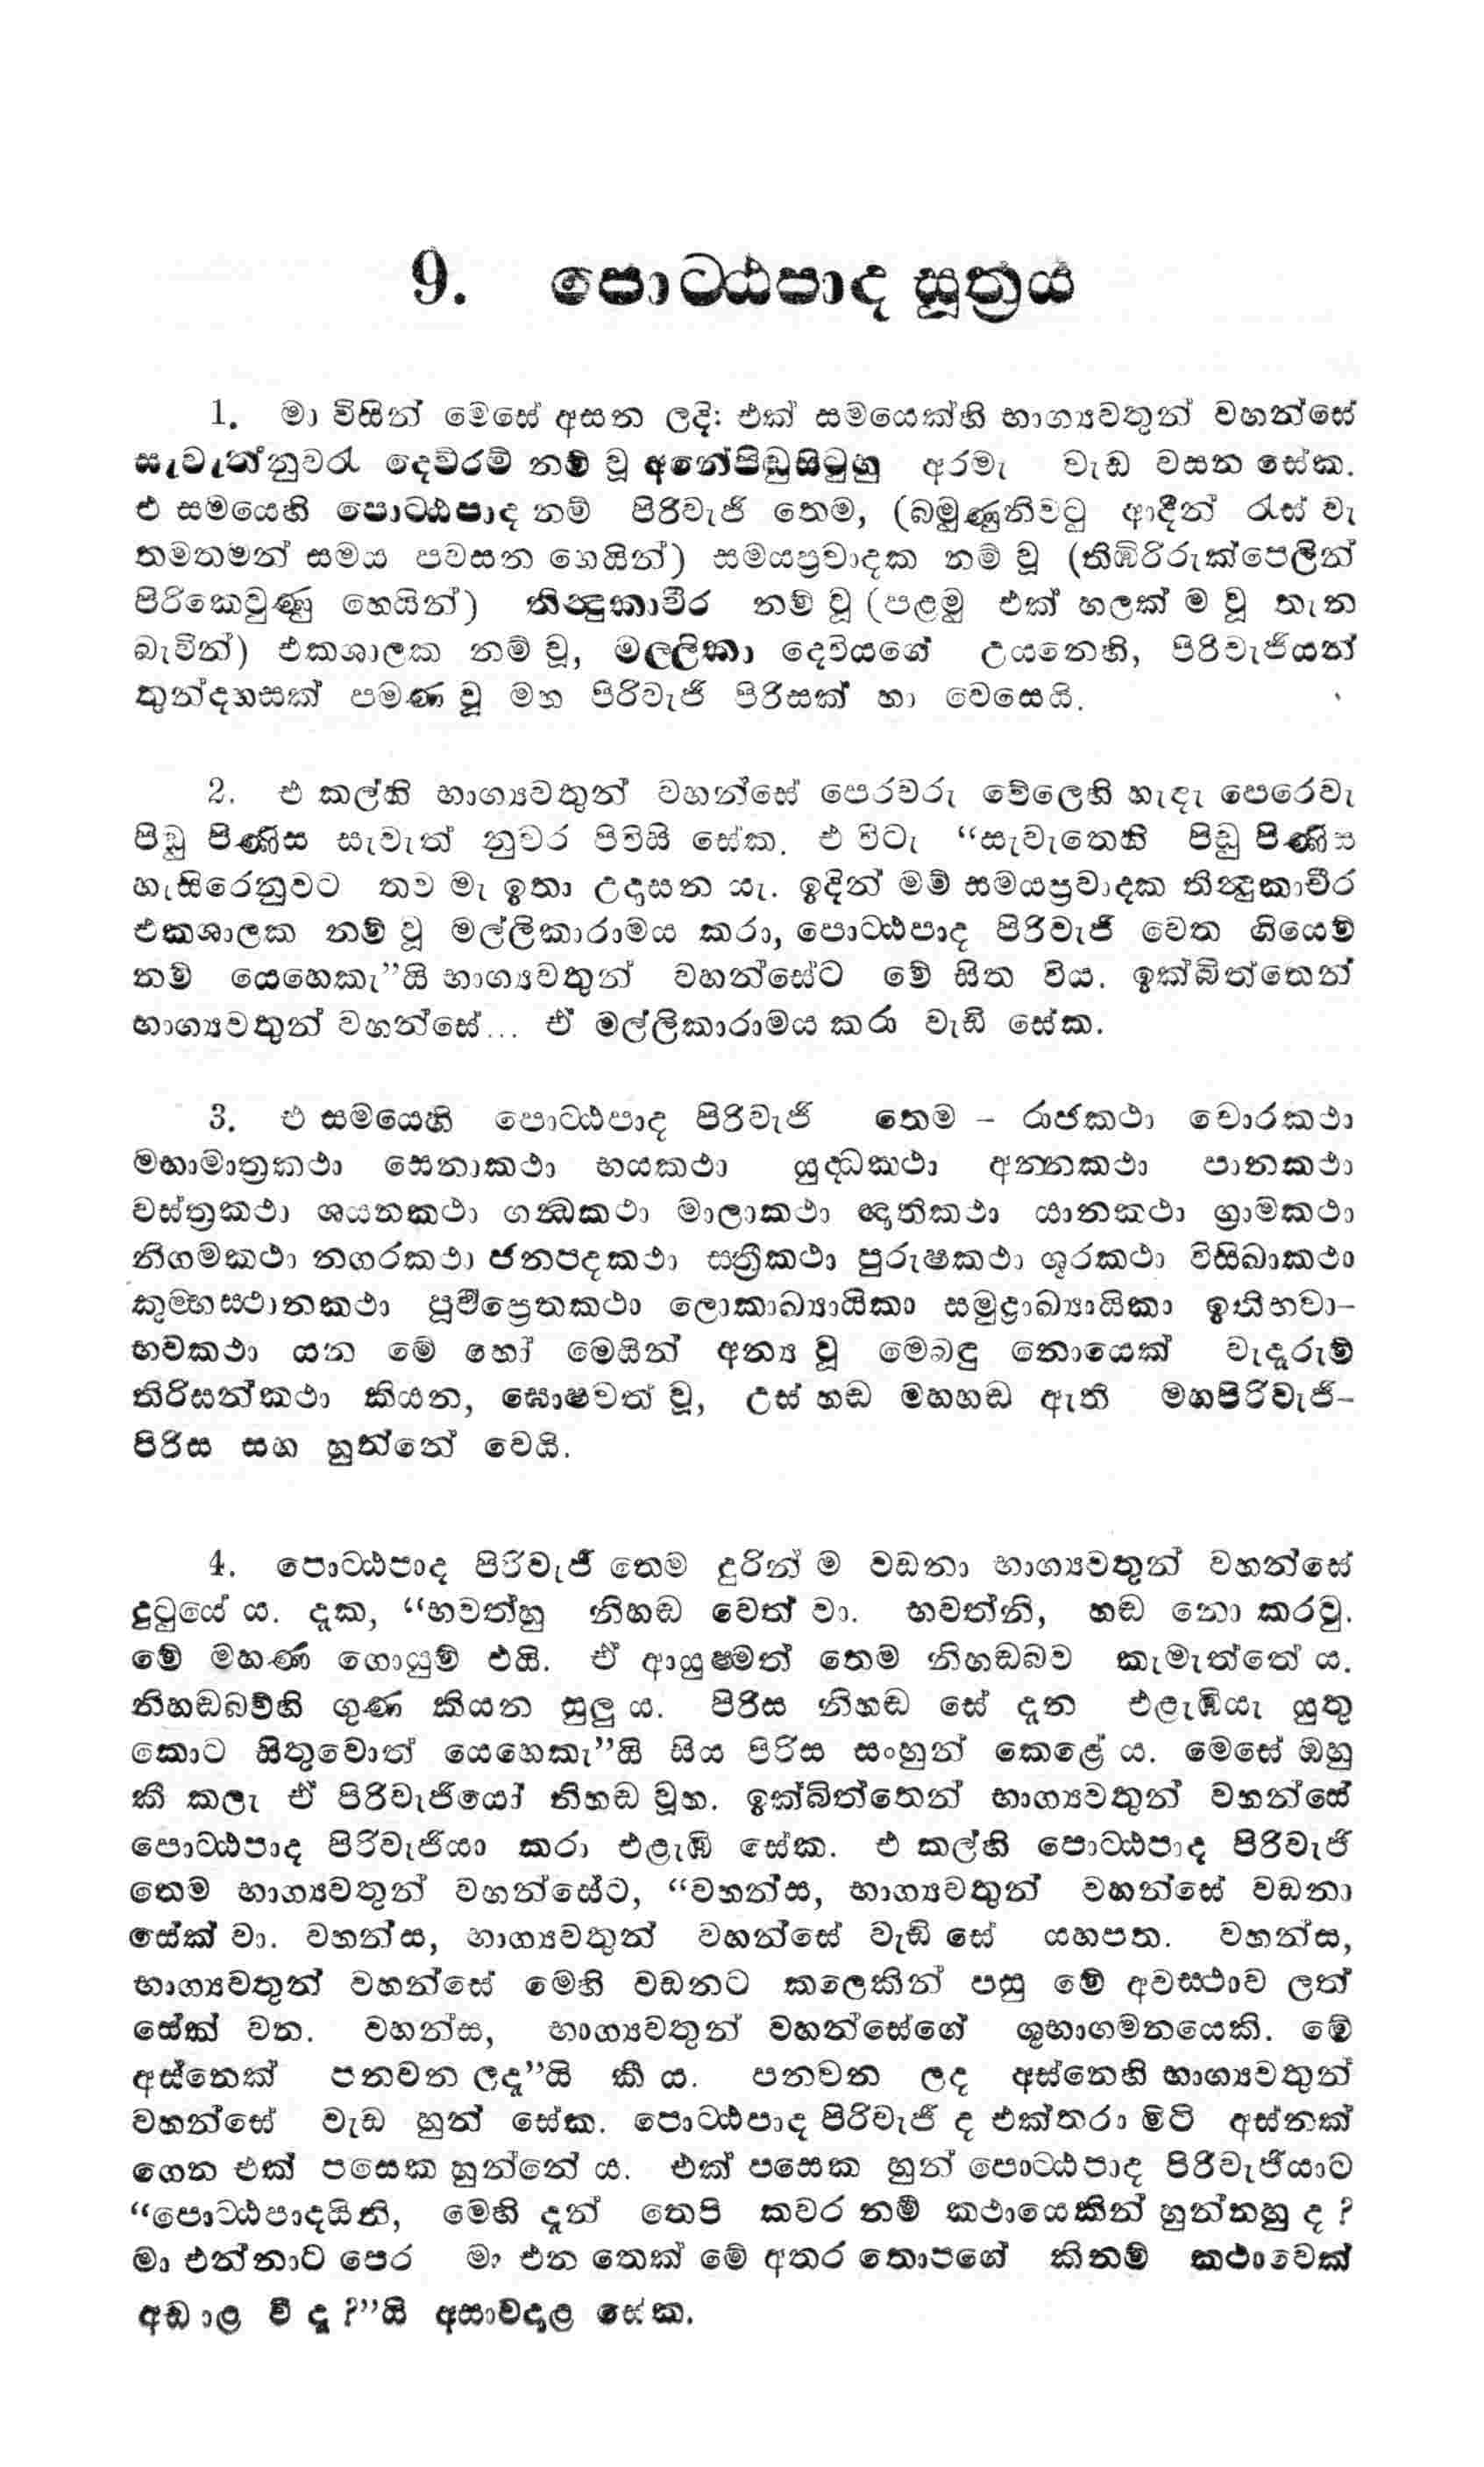 9. පොට්ඨපාද සූත්‍රය
1. මා විසින් මෙසේ අසන ලදි: එක් සමයෙක්හි භාග්‍යවතුන් වහන්සේ
සැවැත්නුවරැ දෙව්රම් නම් වූ අනේපිඬුසිටුහු අරමැ වැඩ වසන සේක.
එ සමයෙහි පොට්ඨපාද නම් පිරිවැජි තෙම, (බමුණුනිවටු ආදීන් රැස් වැ
තමතමන් සමය පවසන හෙයින්) සමයප්‍රවාදක නම් වූ (තිඹිරිරුක්පෙලින්
පිරිකෙවුණු හෙයින්) තින්‍දුකාචීර නම් වූ (පළමු එක් හලක් ම වූ තැන
බැවින්) එකශාලක නම් වූ, මල්ලිකා දෙවියගේ උයනෙහි, පිරිවැජියන්
තුන්දහසක් පමණ වූ මහ පිරිවැජි පිරිසක් හා වෙසෙයි.
2. එ කල්හි භාග්‍යවතුන් වහන්සේ පෙරවරු වේලෙහි හැඳැ පෙරෙවැ
පිඬු පිණිස සැවැත් නුවර පිවිසි සේක. එ විටැ “සැවැතෙහි පිඬු පිණිස
හැසිරෙනුවට තව මැ ඉතා උදෑසන යැ. ඉදින් මම් සමයප්‍රවාදක තින්‍දුකාචීර
එකශාලක නම් වූ මල්ලිකාරාමය කරා, පොට්ඨපාද පිරිවැජි වෙත ගියෙම්
නම් යෙහෙකැ”යි භාග්‍යවතුන් වහන්සේට මේ සිත විය. ඉක්බිත්තෙන්
භාග්‍යවතුන් වහන්සේ... ඒ මල්ලිකාරාමය කරා වැඩි සේක.
3. එ සමයෙහි පොට්ඨපාද පිරිවැජි තෙම – රාජකථා චොරකථා
මහාමාත්‍රකථා සෙනාකථා භයකථා යුද්ධකථා අන්නකථා පානකථා
වස්ත්‍රකථා ශයනකථා ගන්ධකථා මාලාකථා ඥාතිකථා යානකථා ග්‍රාමකථා
නිගමකථා නගරකථා ජනපදකථා ස්ත්‍රීකථා පුරුෂකථා ශූරකථා විසිඛාකථා
කුම්භස්ථානකථා පූර්‍වප්‍රෙතකථා ලොකාඛ්‍යායිකා සමුද්‍රාඛ්‍යායිකා ඉතිභවා-
භවකථා යන මේ හෝ මෙයින් අන්‍ය වූ මෙබඳු නොයෙක් වැදෑරුම්
තිරිසන්කථා කියන, ඝොෂවත් වූ, උස් හඬ මහහඬ ඇති මහපිරිවැජි-
පිරිස සහ හුන්නේ වෙයි.
4. පොට්ඨපාද පිරිවැජි තෙම දුරින් ම වඩනා භාග්‍යවතුන් වහන්සේ
දුටුයේ ය. දැක, “භවත්හු නිහඬ වෙත් වා. භවත්නි, හඬ නො කරවු.
මේ මහණ ගොයුම් එයි. ඒ ආයුෂ්මත් තෙම නිහඬබව කැමැත්තේ ය.
නිහඬබව්හි ගුණ කියන සුලු ය. පිරිස නිහඬ සේ දැන එළැඹියැ යුතු
කොට සිතුවොත් යෙහෙකැ”යි සිය පිරිස සංහුන් කෙළේ ය. මෙසේ ඔහු
කී කලැ ඒ පිරිවැජියෝ නිහඬ වූහ. ඉක්බිත්තෙන් භාග්‍යවතුන් වහන්සේ
පොට්ඨපාද පිරිවැජියා කරා එළැඹි සේක. එ කල්හි පොට්ඨපාද පිරිවැජි
තෙම භාග්‍යවතුන් වහන්සේට, “වහන්ස, භාග්‍යවතුන් වහන්සේ වඩනා
සේක් වා. වහන්ස, භාග්‍යවතුන් වහන්සේ වැඩි සේ යහපත. වහන්ස,
භාග්‍යවතුන් වහන්සේ මෙහි වඩනට කලෙකින් පසු මේ අවස්ථාව ලත්
සේක් වන. වහන්ස, භාග්‍යවතුන් වහන්සේගේ ශුභාගමනයෙකි. මේ
අස්නෙක් පනවන ලදැ”යි කී ය. පනවන ලද අස්නෙහි භාග්‍යවතුන්
වහන්සේ වැඩ හුන් සේක. පොට්ඨපාද පිරිවැජි ද එක්තරා මිටි අස්නක්
ගෙන එක් පසෙක හුන්නේ ය. එක් පසෙක හුන් පොට්ඨපාද පිරිවැජියාට
“පොට්ඨපාදයිනි, මෙහි දැන් තෙපි කවර නම් කථායෙකින් හුන්නහු ද ?
මා එන්නාට පෙර මා එන තෙක් මේ අතර තොපගේ කිනම් කථාවෙක්
අඩාළ වී දැ ?”යි අසාවදාළ සේක.